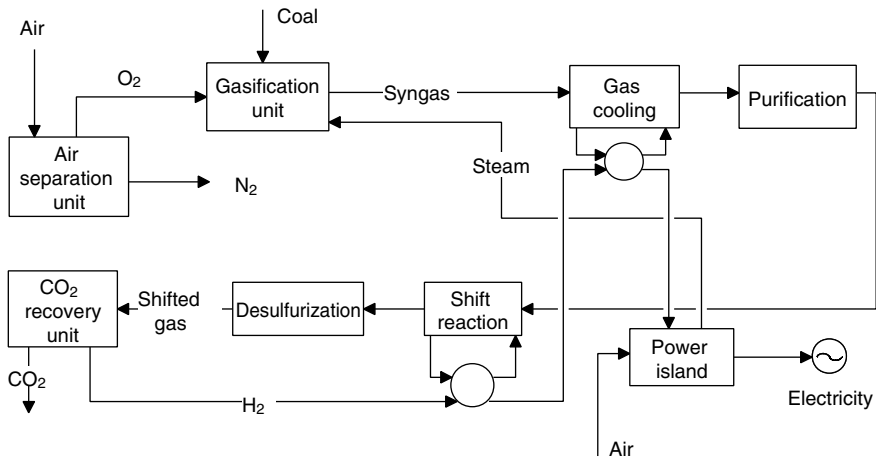 Air
Coal
O₂
Gasification
unit
Syngas
Gas
cooling
Purification
Air
separation
unit
N₂
Steam
CO₂
recovery
unit
Shifted
gas
Desulfurization
Shift
reaction
Power
island
CO₂
H₂
Electricity
Air